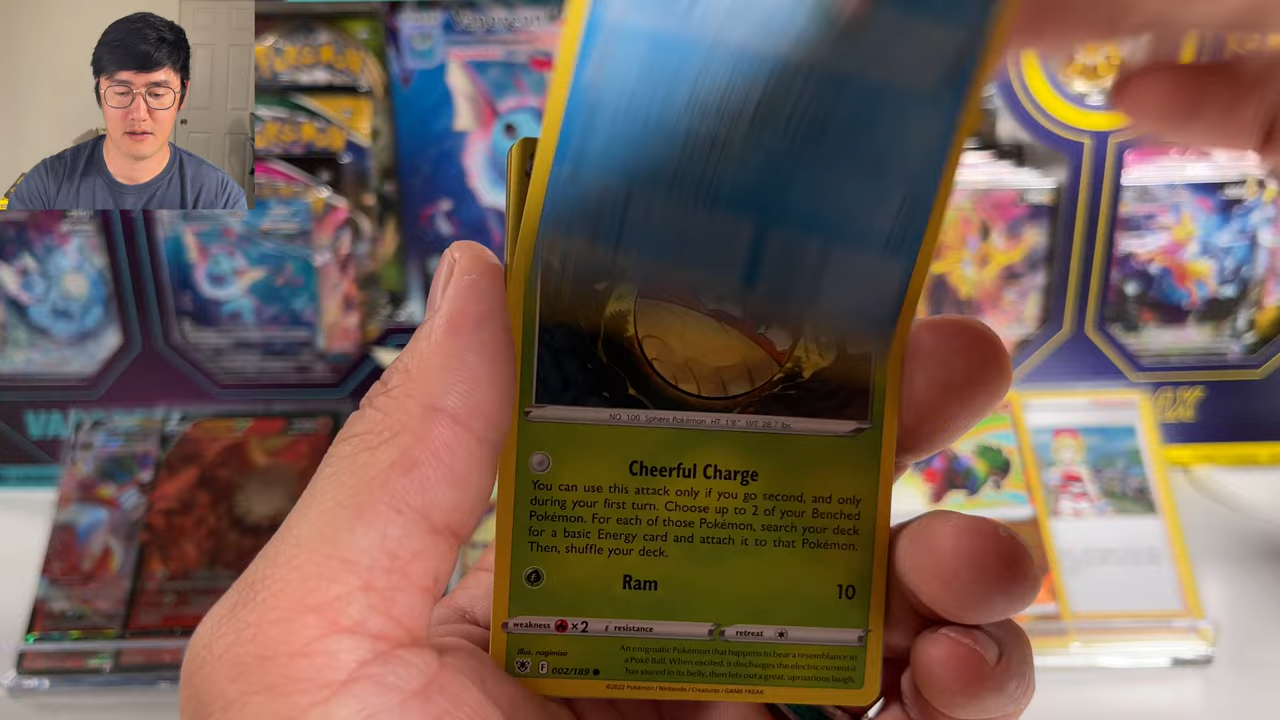 POKÉMON
POKÉMON
NO. 100 Sphere Pokémon HT: 1'8" WT: 28.7 lbs.
Cheerful Charge
You can use this attack only if you go second, and only
during your first turn. Choose up to 2 of your Benched
Pokémon. For each of those Pokémon, search your deck
for a basic Energy card and attach it to that Pokémon.
Then, shuffle your deck.
Ram 10
weakness ×2 resistance retreat
Illus. nagimiso
F 002/189
An enigmatic Pokémon that happens to bear a resemblance to
a Poké Ball. When excited, it discharges the electric current it
has stored in its belly, then lets out a great, uproarious laugh.
©2022 Pokémon / Nintendo / Creatures / GAME FREAK